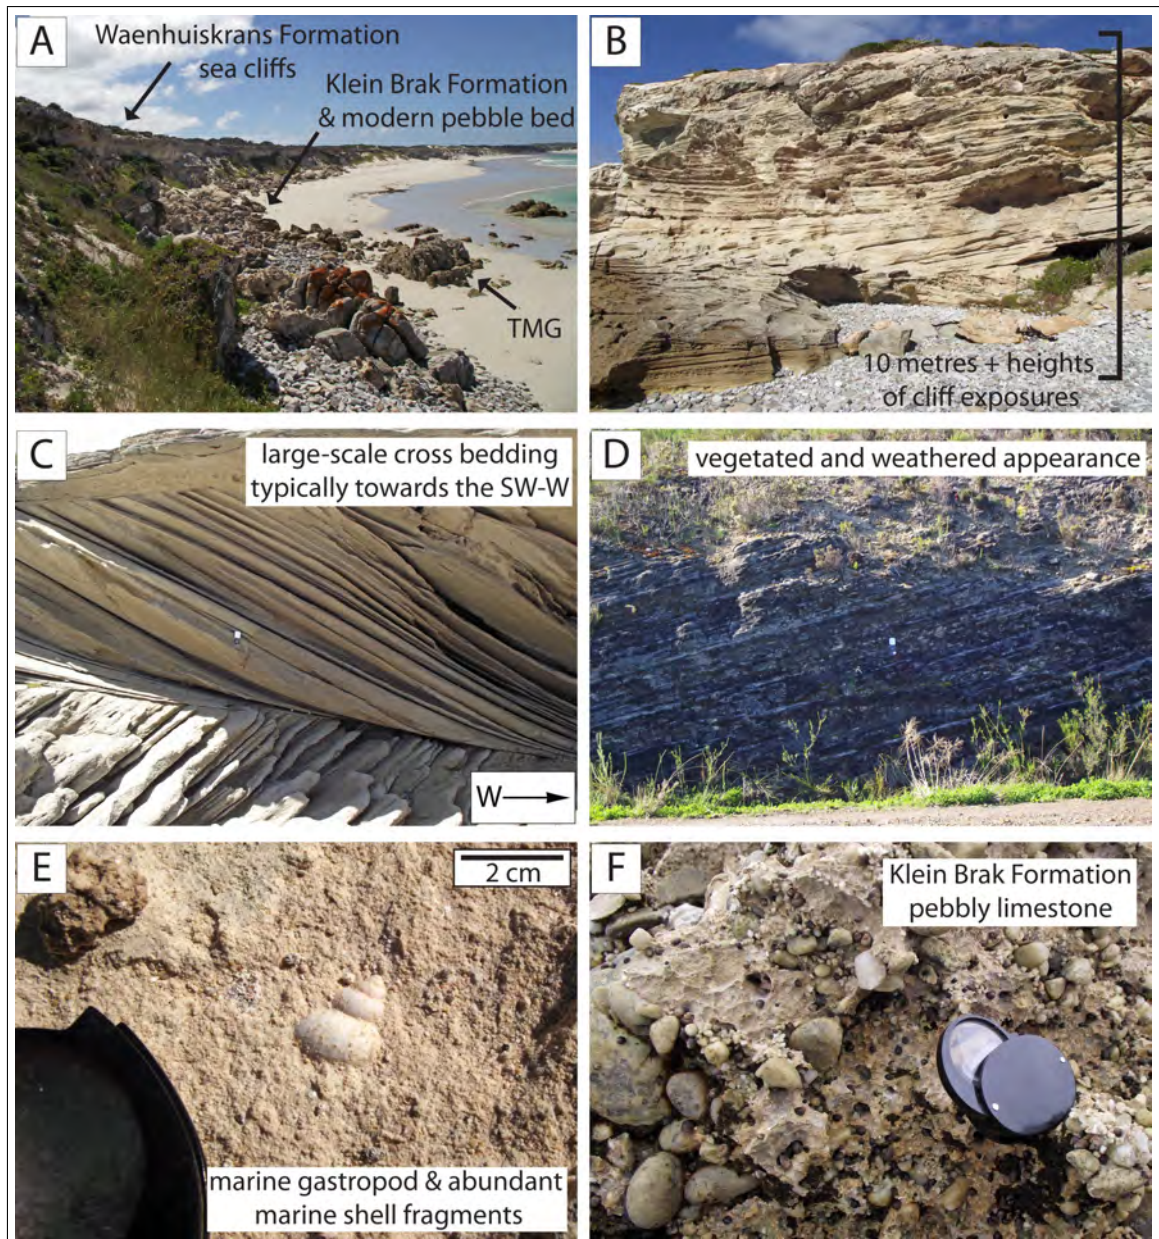 A
Waenhuiskrans Formation
sea cliffs
Klein Brak Formation
& modern pebble bed
TMG
B
10 metres + heights
of cliff exposures
C
large-scale cross bedding
typically towards the SW-W
W
D
vegetated and weathered appearance
E
2 cm
marine gastropod & abundant
marine shell fragments
F
Klein Brak Formation
pebbly limestone